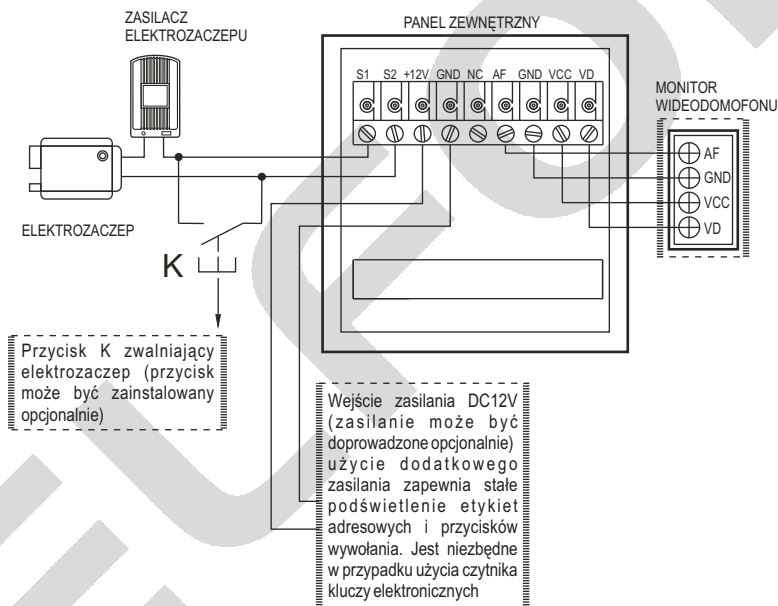 ZASILACZ
ELEKTROZACZEPU
PANEL ZEWNĘTRZNY
S1 S2 +12V GND NC AF GND VCC VD
MONITOR
WIDEODOMOFONU
AF
GND
VCC
VD
ELEKTROZACZEP
K
Przycisk K zwalniający
elektrozaczep (przycisk
może być zainstalowany
opcjonalnie)
Wejście zasilania DC12V
(zasilanie może być
doprowadzone opcjonalnie)
użycie dodatkowego
zasilania zapewnia stałe
podświetlenie etykiet
adresowych i przycisków
wywołania. Jest niezbędne
w przypadku użycia czytnika
kluczy elektronicznych